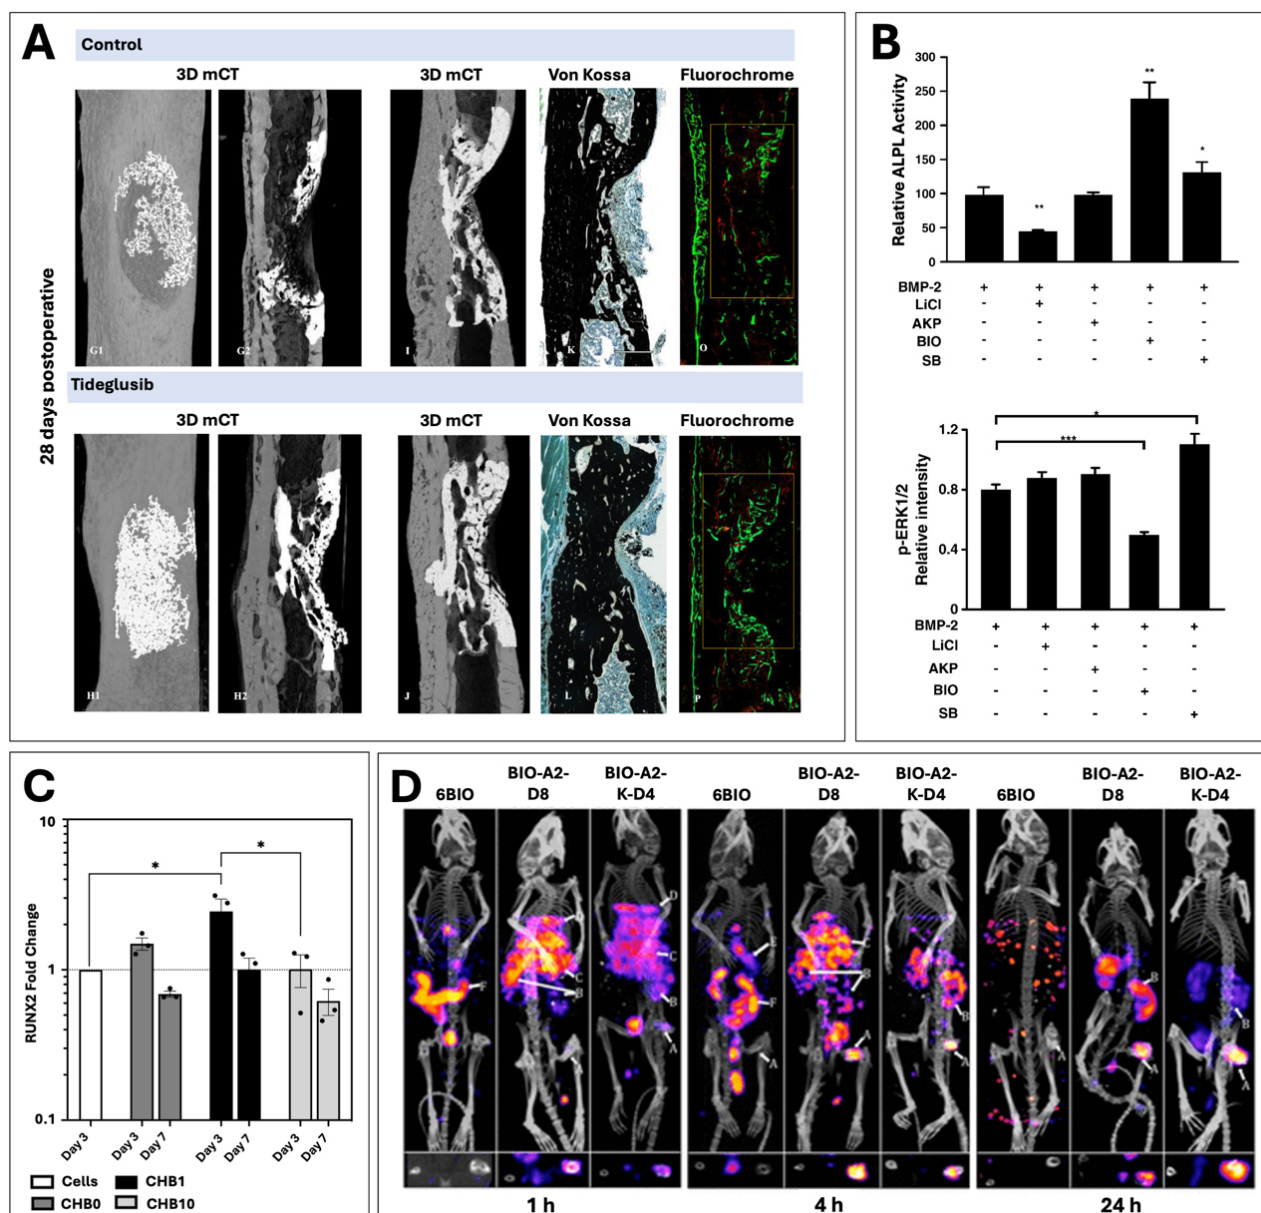 A
Control
3D mCT
3D mCT
Von Kossa
Fluorochrome
28 days postoperative
G1
G2
I
K
O
Tideglusib
3D mCT
3D mCT
Von Kossa
Fluorochrome
H1
H2
J
L
P
B
Relative ALPL Activity
300
250
200
150
100
50
0
**
**
*
BMP-2 + + + + +
LiCl - + - - -
AKP - - + - -
BIO - - - + -
SB - - - - +
p-ERK1/2
Relative intensity
1.2
0.8
0.4
0
*
***
BMP-2 + + + + +
LiCl - + - - -
AKP - - + - -
BIO - - - + -
SB - - - - +
C
RUNX2 Fold Change
10
1
0.1
*
*
Day 3
Day 3
Day 7
Day 3
Day 7
Day 3
Day 7
Cells
CHB1
CHB0
CHB10
D
6BIO
BIO-A2-
D8
BIO-A2-
K-D4
6BIO
BIO-A2-
D8
BIO-A2-
K-D4
6BIO
BIO-A2-
D8
BIO-A2-
K-D4
F
D
C
B
A
D
C
B
A
E
F
A
C
B
A
B
A
A
B
A
B
A
1 h
4 h
24 h